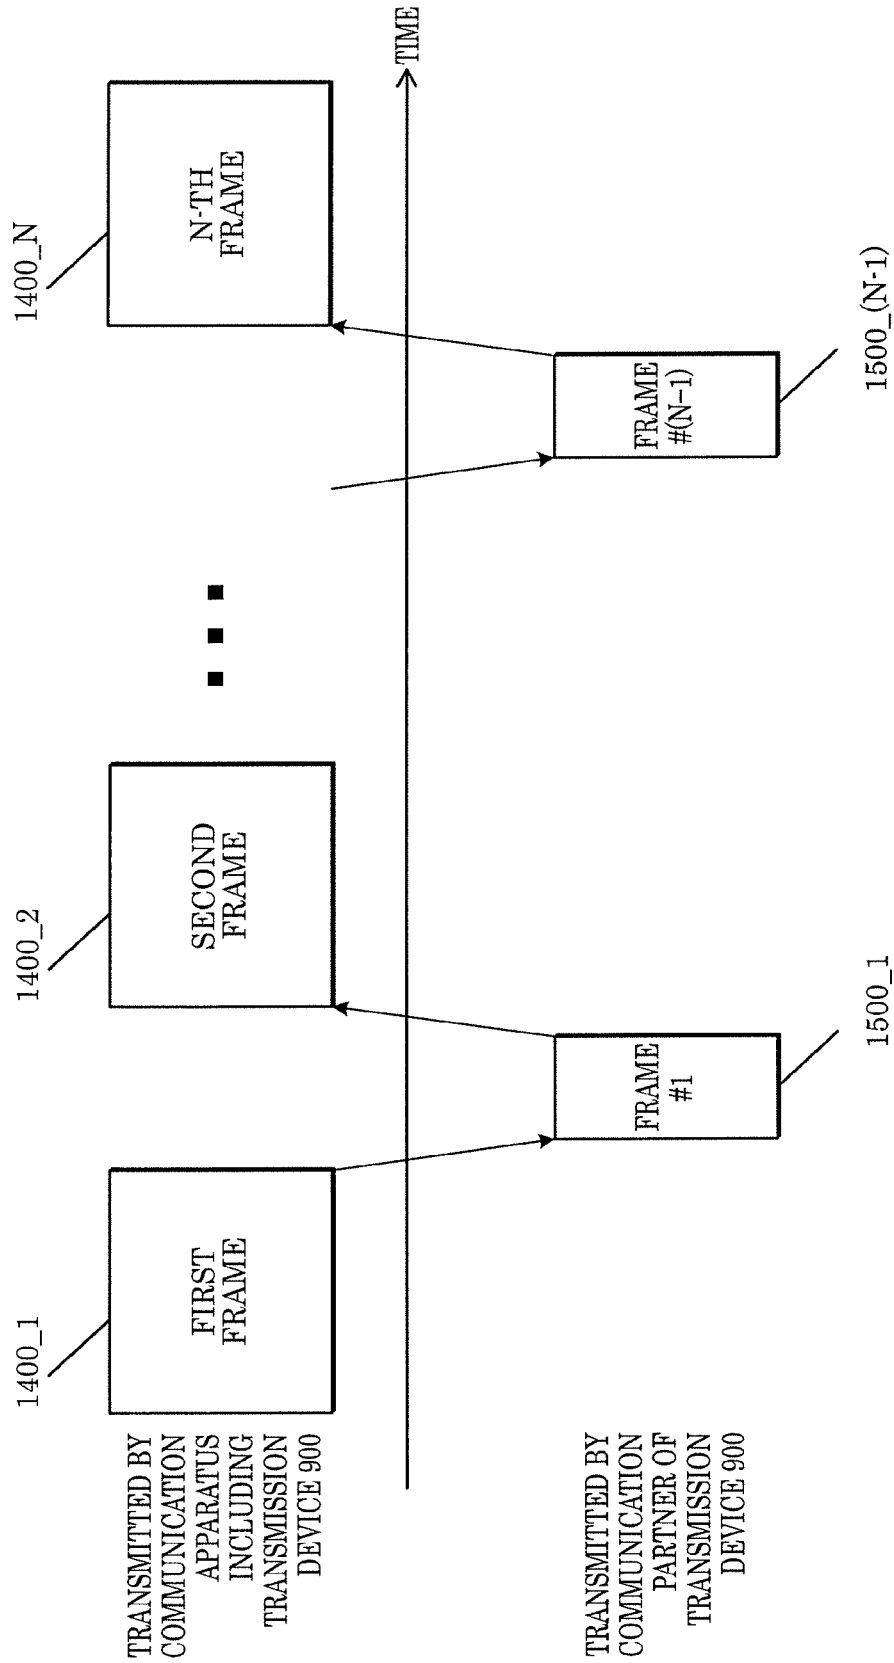 1400_1
1400_2
1400_N
TRANSMITTED BY
COMMUNICATION
APPARATUS
INCLUDING
TRANSMISSION
DEVICE 900
FIRST
FRAME
SECOND
FRAME
N-TH
FRAME
TIME
TRANSMITTED BY
COMMUNICATION
PARTNER OF
TRANSMISSION
DEVICE 900
FRAME
#1
FRAME
#(N−1)
1500_1
1500_(N-1)